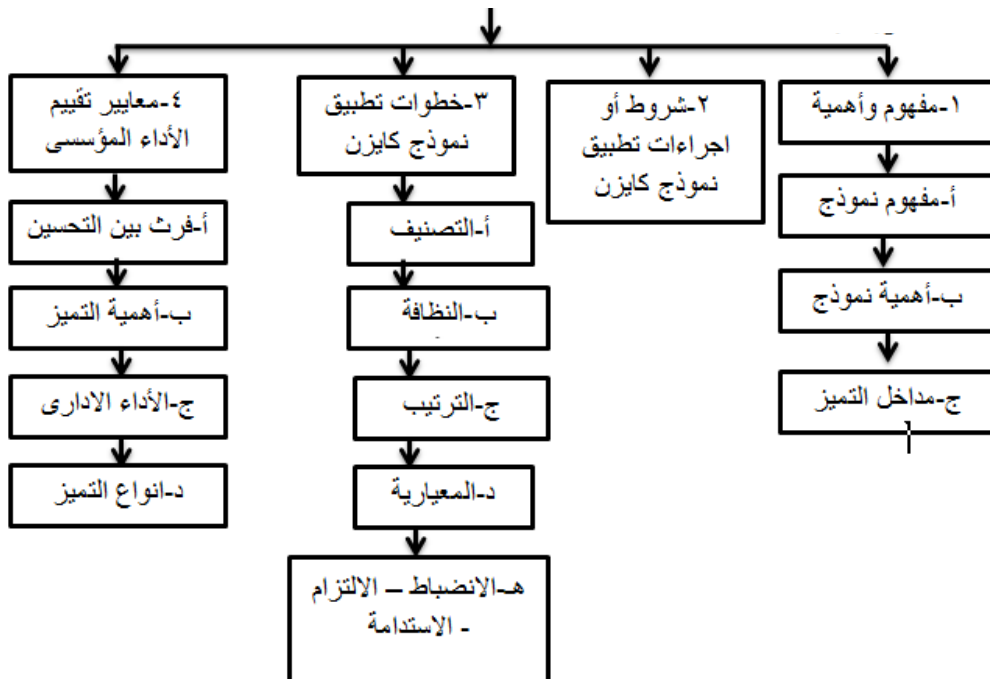 ١-مفهوم وأهمية
أ-مفهوم نموذج
ب-أهمية نموذج
ج-مداخل التميز
٢-شروط أو
اجراءات تطبيق
نموذج كايزن
٣-خطوات تطبيق
نموذج كايزن
أ-التصنيف
ب-النظافة
ج-الترتيب
د-المعيارية
هـ-الانضباط – الالتزام
- الاستدامة
٤-معايير تقييم
الأداء المؤسسى
أ-فرث بين التحسين
ب-أهمية التميز
ج-الأداء الادارى
د-انواع التميز